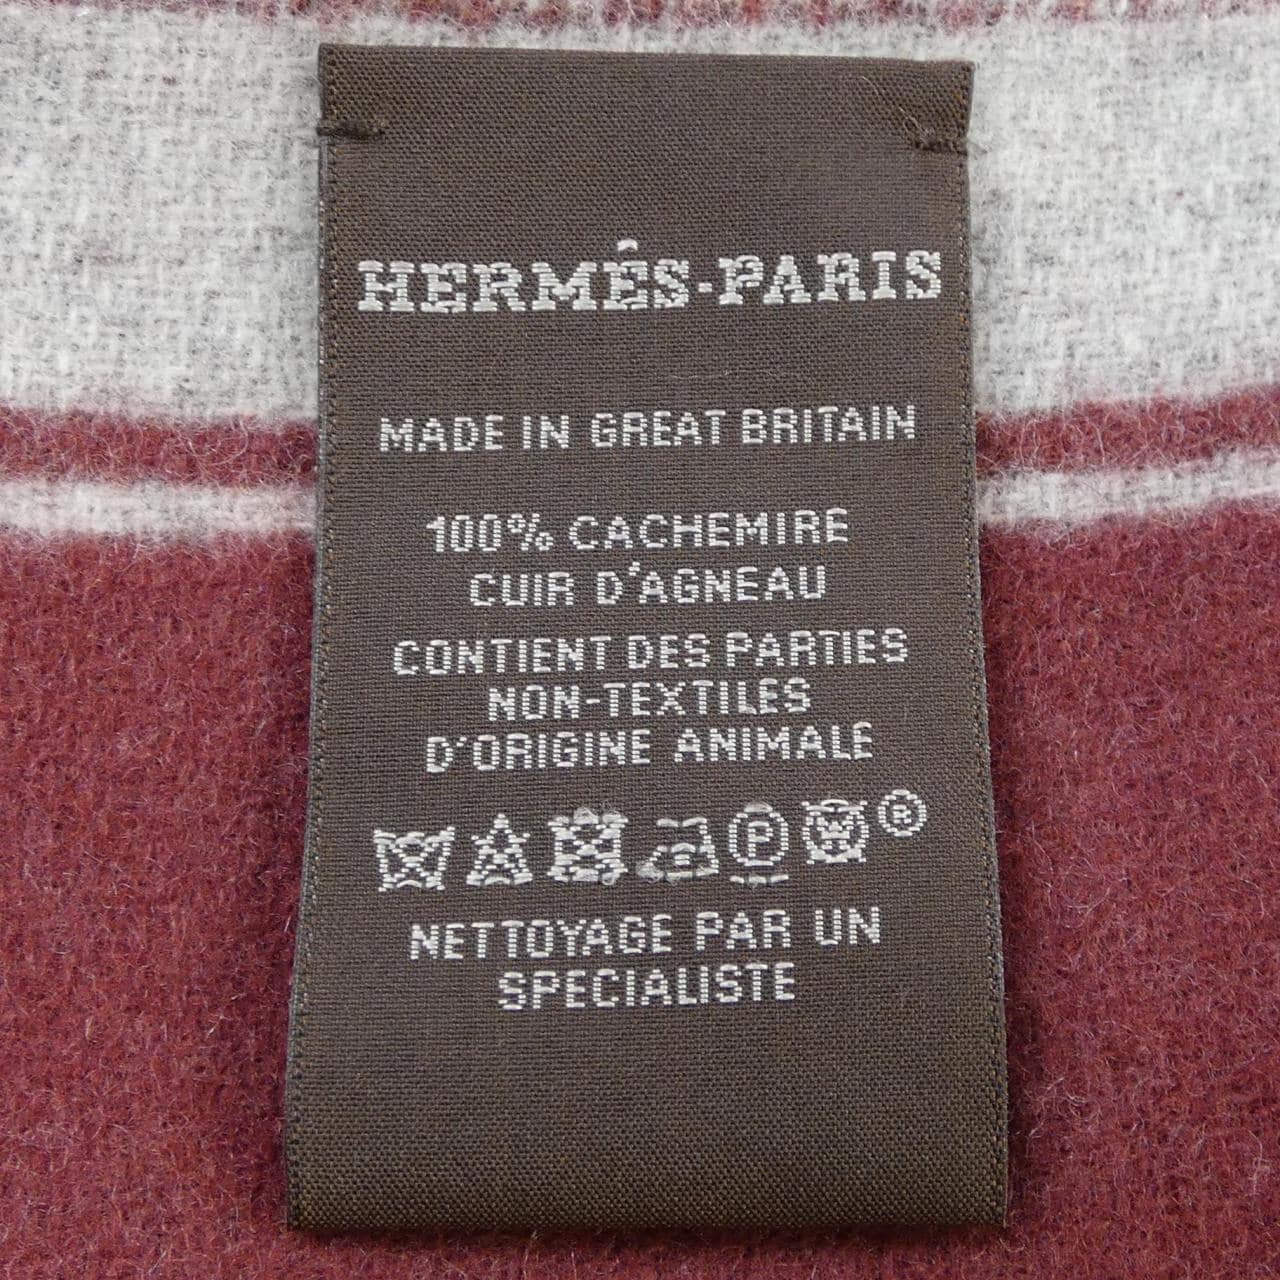 HERMÈS-PARIS
MADE IN GREAT BRITAIN
100% CACHEMIRE
CUIR D'AGNEAU
CONTIENT DES PARTIES
NON-TEXTILES
D'ORIGINE ANIMALE
P ®
NETTOYAGE PAR UN
SPECIALISTE